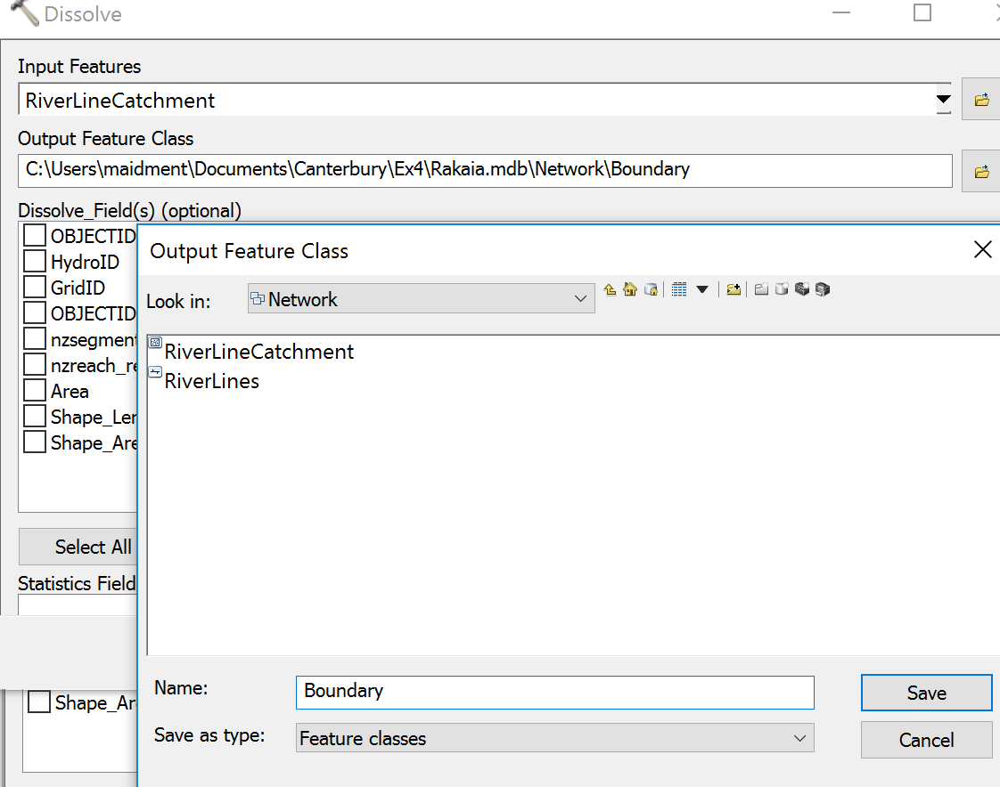 Dissolve
Input Features
RiverLineCatchment
Output Feature Class
C:\Users\maidment\Documents\Canterbury\Ex4\Rakaia.mdb\Network\Boundary
Dissolve_Field(s) (optional)
OBJECTID
HydroID
GridID
OBJECTID
nzsegment
nzreach_re
Area
Shape_Ler
Shape_Are
Select All
Statistics Field
Shape_Ar
Output Feature Class
Look in:
Network
RiverLineCatchment
RiverLines
Name:
Boundary
Save
Save as type:
Feature classes
Cancel